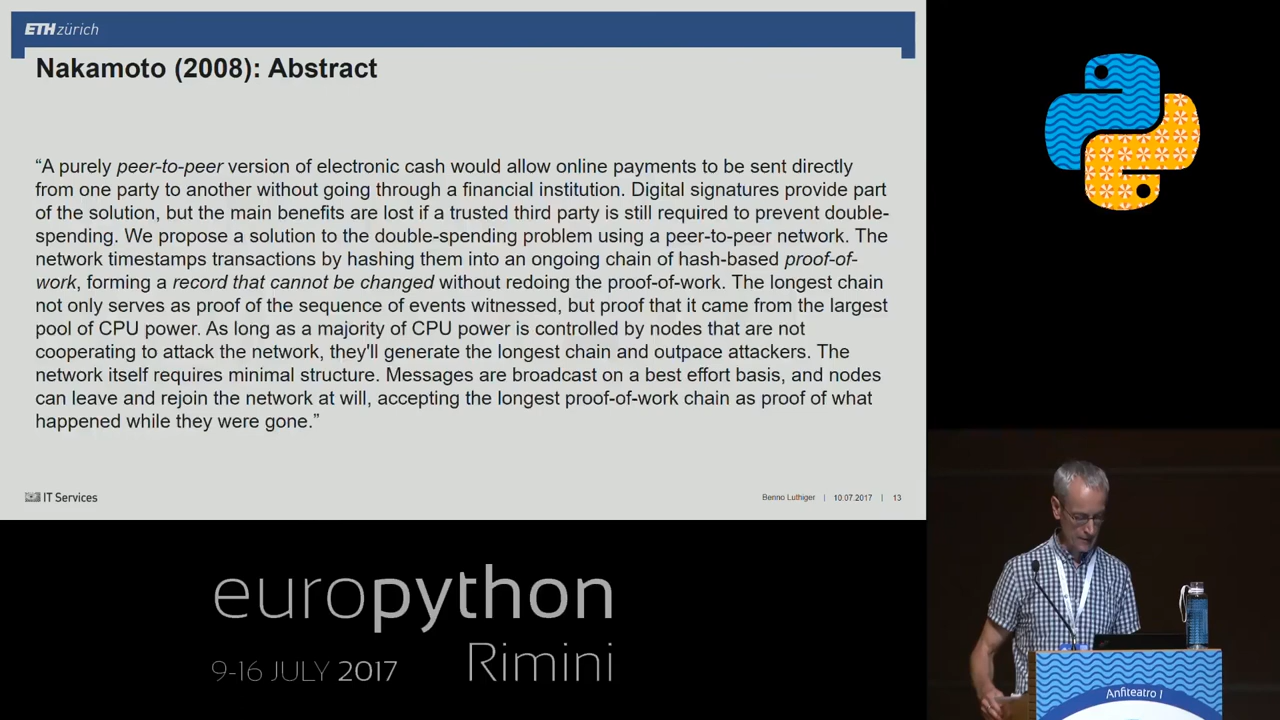 ETH zürich
Nakamoto (2008): Abstract
“A purely peer-to-peer version of electronic cash would allow online payments to be sent directly
from one party to another without going through a financial institution. Digital signatures provide part
of the solution, but the main benefits are lost if a trusted third party is still required to prevent double-
spending. We propose a solution to the double-spending problem using a peer-to-peer network. The
network timestamps transactions by hashing them into an ongoing chain of hash-based proof-of-
work, forming a record that cannot be changed without redoing the proof-of-work. The longest chain
not only serves as proof of the sequence of events witnessed, but proof that it came from the largest
pool of CPU power. As long as a majority of CPU power is controlled by nodes that are not
cooperating to attack the network, they'll generate the longest chain and outpace attackers. The
network itself requires minimal structure. Messages are broadcast on a best effort basis, and nodes
can leave and rejoin the network at will, accepting the longest proof-of-work chain as proof of what
happened while they were gone.”
IT Services
Benno Luthiger | 10.07.2017 | 13
europython
9-16 JULY 2017 Rimini
Anfiteatro 1